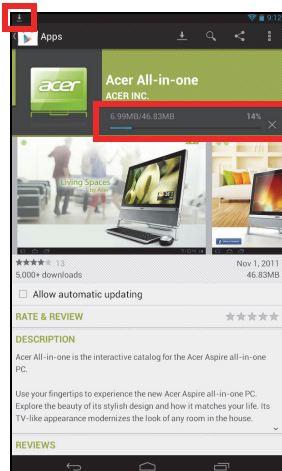 9:12
Apps
acer
Acer All-in-one
ACER INC.
6.99MB/46.83MB 14%
Living Spaces
by Acer
13
Nov 1, 2011
5,000+ downloads
46.83MB
Allow automatic updating
RATE & REVIEW
DESCRIPTION
Acer All-in-one is the interactive catalog for the Acer Aspire all-in-one
PC.
Use your fingertips to experience the new Acer Aspire all-in-one PC.
Explore the beauty of its stylish design and how it matches your life. Its
TV-like appearance modernizes the look of any room in the house.
REVIEWS